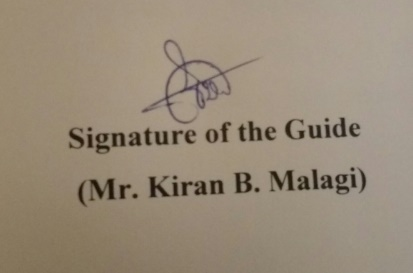 Signature of the Guide
(Mr. Kiran B. Malagi)